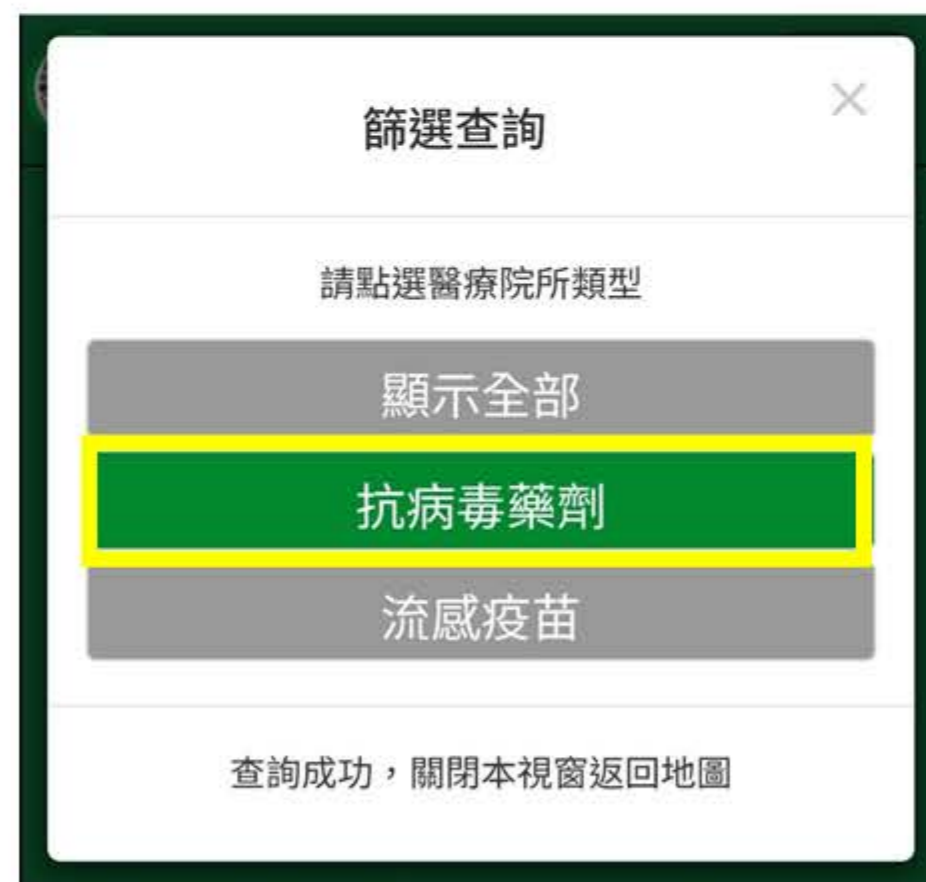 篩選查詢
請點選醫療院所類型
顯示全部
抗病毒藥劑
流感疫苗
查詢成功，關閉本視窗返回地圖